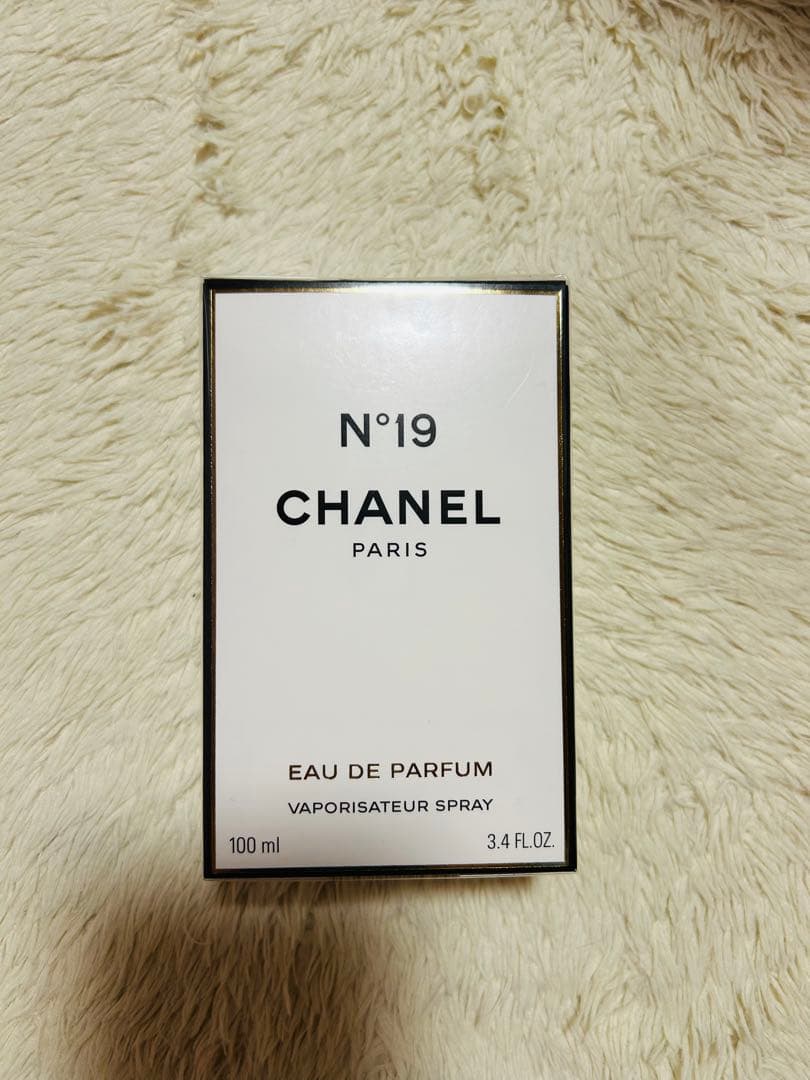 N°19
CHANEL
PARIS
EAU DE PARFUM
VAPORISATEUR SPRAY
100 ml
3.4 FL.OZ.